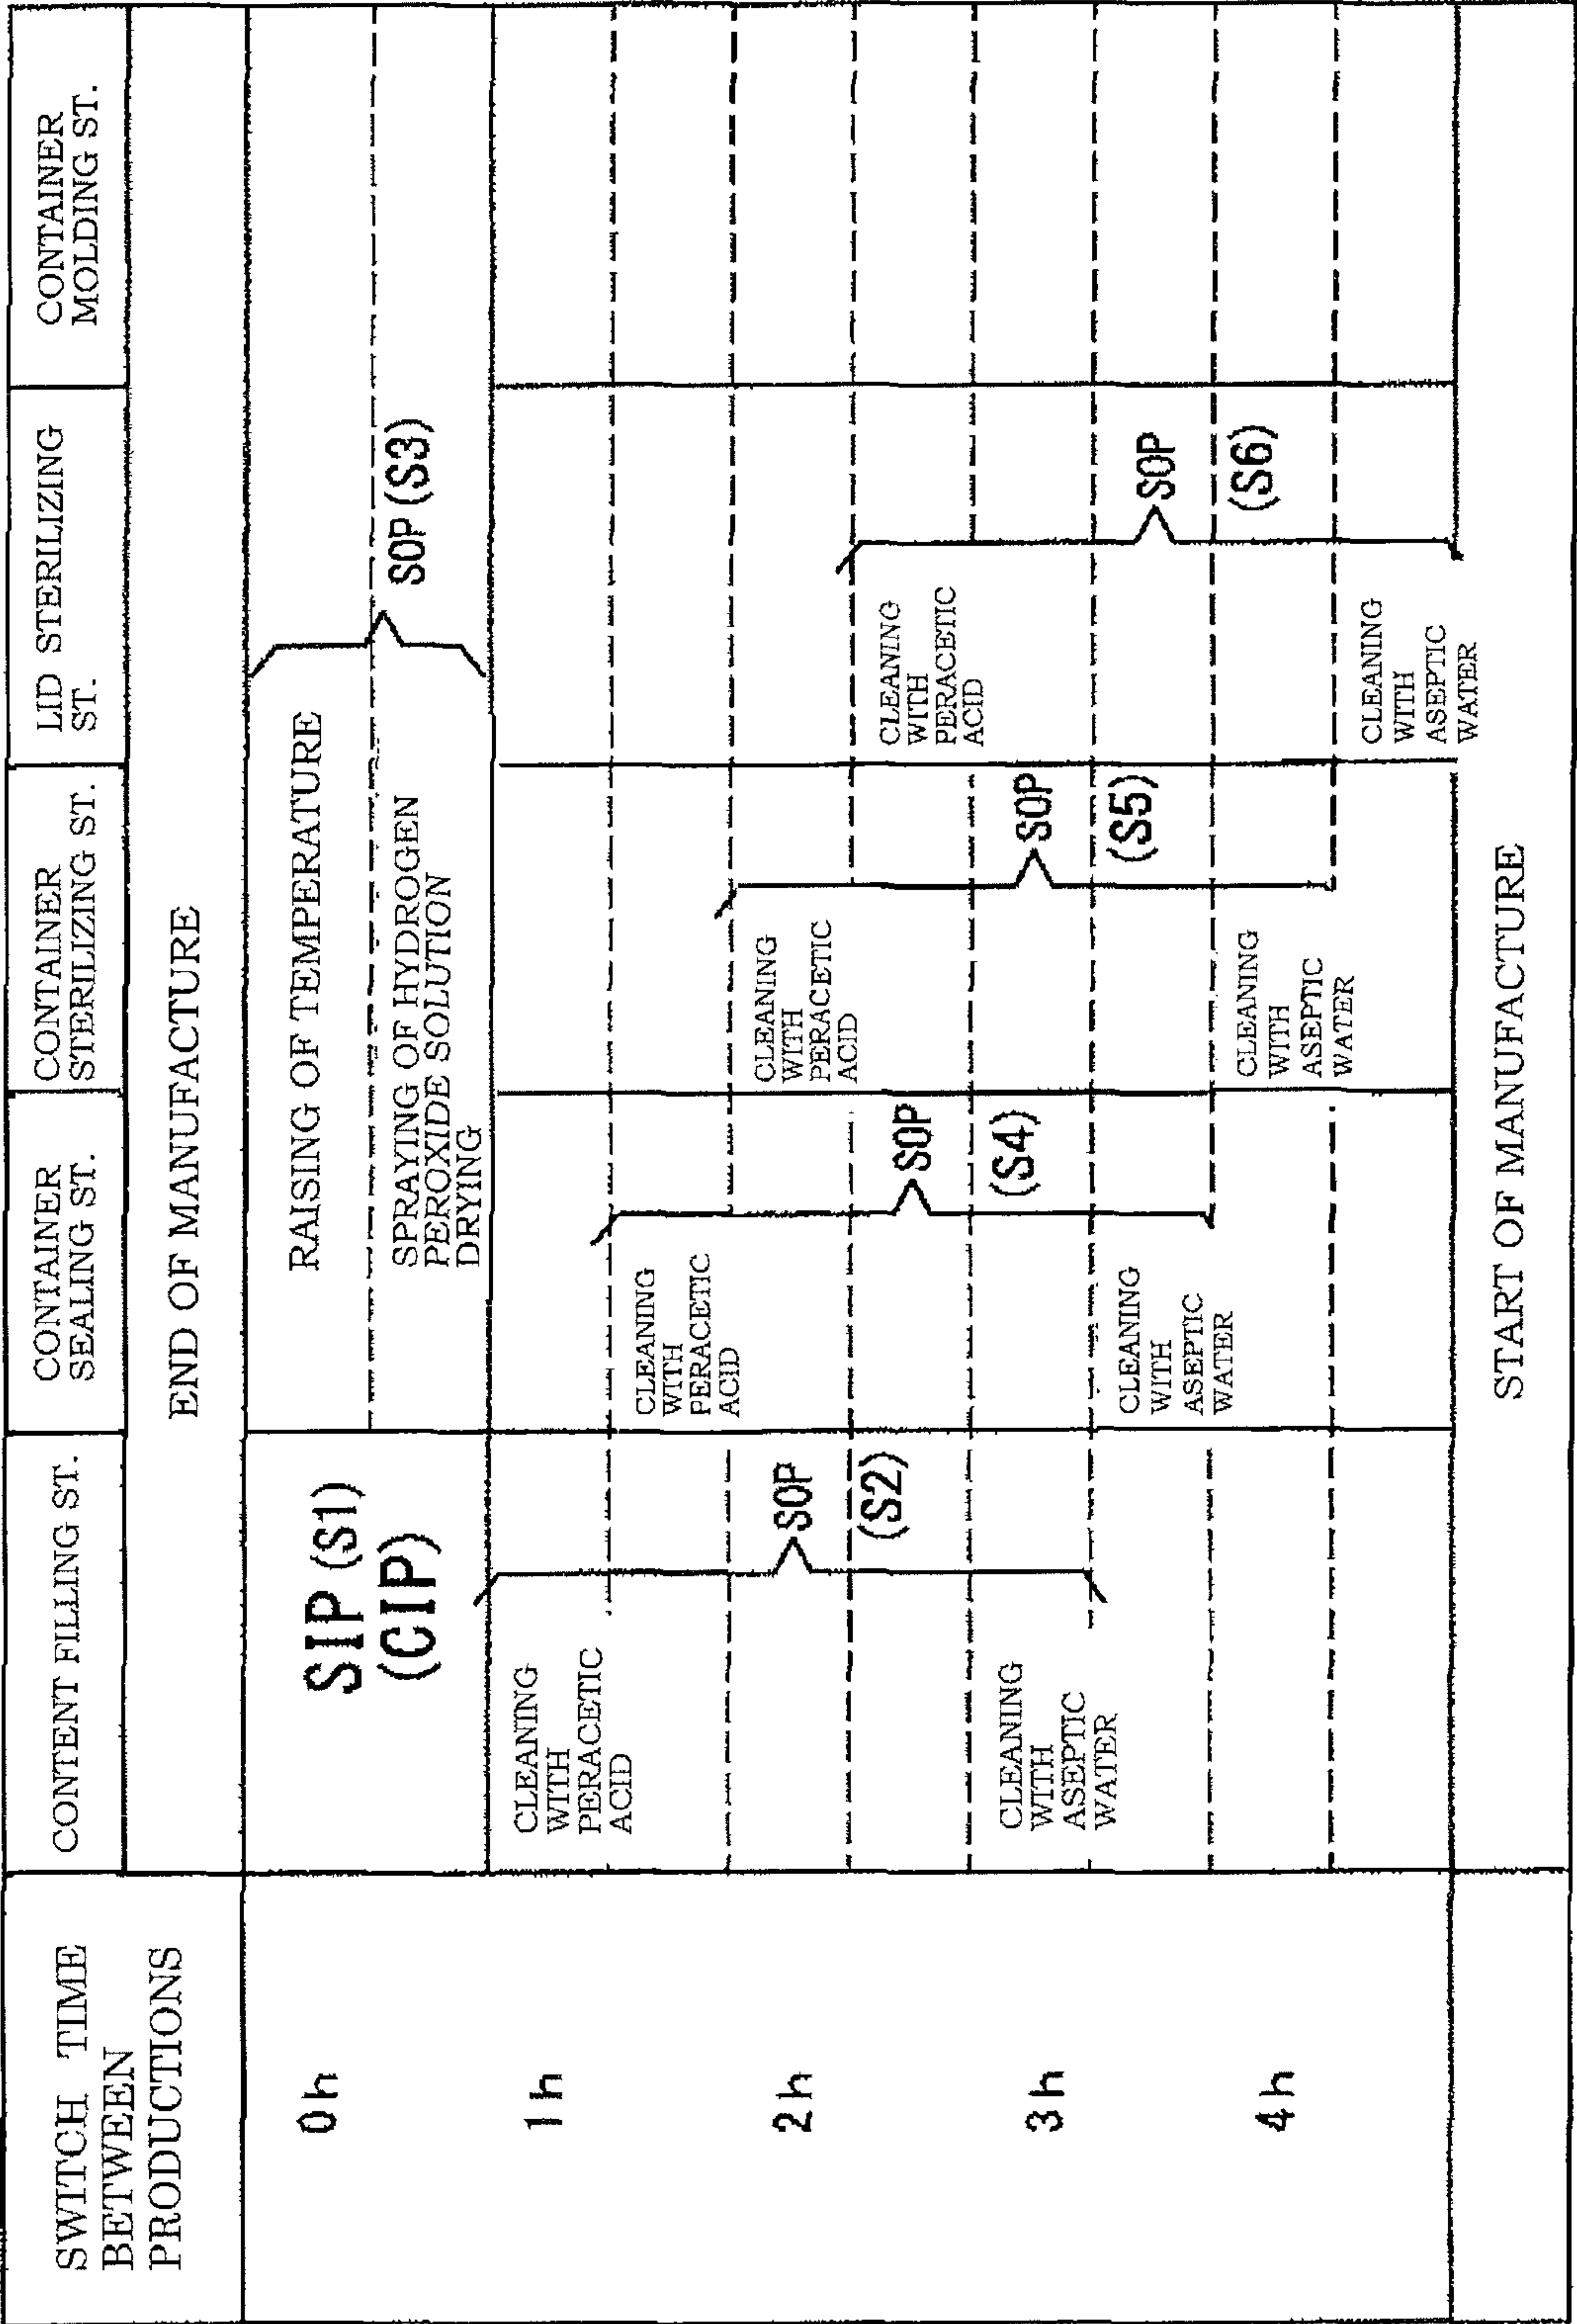 SWITCH TIME
BETWEEN
PRODUCTIONS
CONTENT FILLING ST.
CONTAINER
SEALING ST.
CONTAINER
STERILIZING ST.
LID STERILIZING
ST.
CONTAINER
MOLDING ST.
END OF MANUFACTURE
0h
1h
2h
3h
4h
SIP (S1)
(CIP)
RAISING OF TEMPERATURE
SPRAYING OF HYDROGEN
PEROXIDE SOLUTION
DRYING
SOP (S3)
CLEANING
WITH
PERACETIC
ACID
SOP
(S2)
CLEANING
WITH
ASEPTIC
WATER
CLEANING
WITH
PERACETIC
ACID
SOP
(S4)
CLEANING
WITH
ASEPTIC
WATER
CLEANING
WITH
PERACETIC
ACID
SOP
(S5)
CLEANING
WITH
ASEPTIC
WATER
CLEANING
WITH
PERACETIC
ACID
SOP
(S6)
CLEANING
WITH
ASEPTIC
WATER
START OF MANUFACTURE